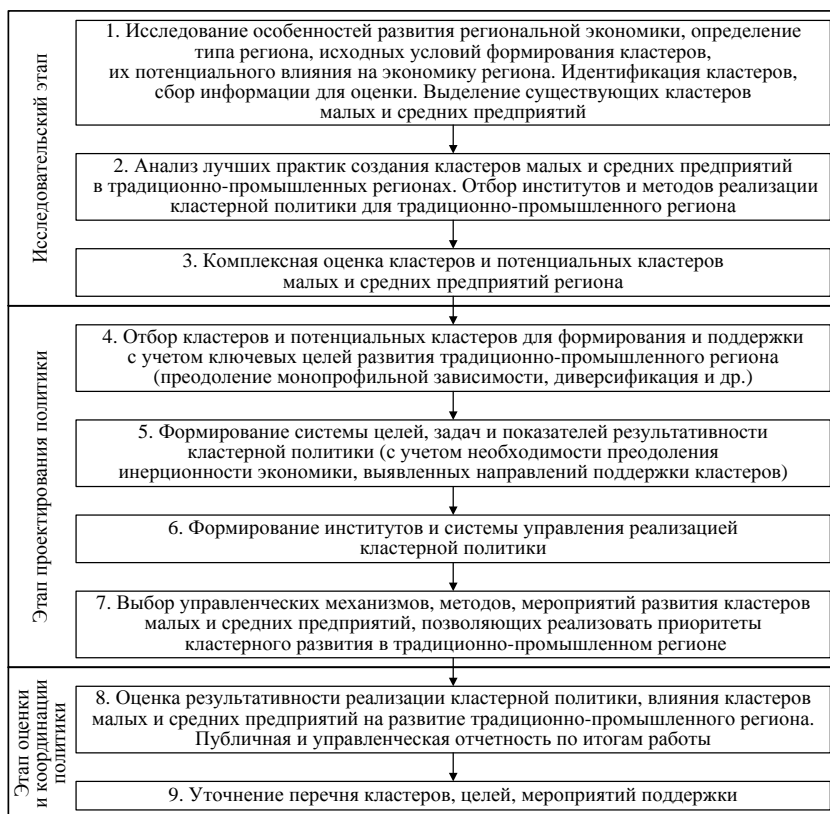 Исследовательский этап
1. Исследование особенностей развития региональной экономики, определение
типа региона, исходных условий формирования кластеров,
их потенциального влияния на экономику региона. Идентификация кластеров,
сбор информации для оценки. Выделение существующих кластеров
малых и средних предприятий
2. Анализ лучших практик создания кластеров малых и средних предприятий
в традиционно-промышленных регионах. Отбор институтов и методов реализации
кластерной политики для традиционно-промышленного региона
3. Комплексная оценка кластеров и потенциальных кластеров
малых и средних предприятий региона
Этап проектирования политики
4. Отбор кластеров и потенциальных кластеров для формирования и поддержки
с учетом ключевых целей развития традиционно-промышленного региона
(преодоление монопрофильной зависимости, диверсификация и др.)
5. Формирование системы целей, задач и показателей результативности
кластерной политики (с учетом необходимости преодоления
инерционности экономики, выявленных направлений поддержки кластеров)
6. Формирование институтов и системы управления реализацией
кластерной политики
7. Выбор управленческих механизмов, методов, мероприятий развития кластеров
малых и средних предприятий, позволяющих реализовать приоритеты
кластерного развития в традиционно-промышленном регионе
Этап оценки
и координации
политики
8. Оценка результативности реализации кластерной политики, влияния кластеров
малых и средних предприятий на развитие традиционно-промышленного региона.
Публичная и управленческая отчетность по итогам работы
9. Уточнение перечня кластеров, целей, мероприятий поддержки